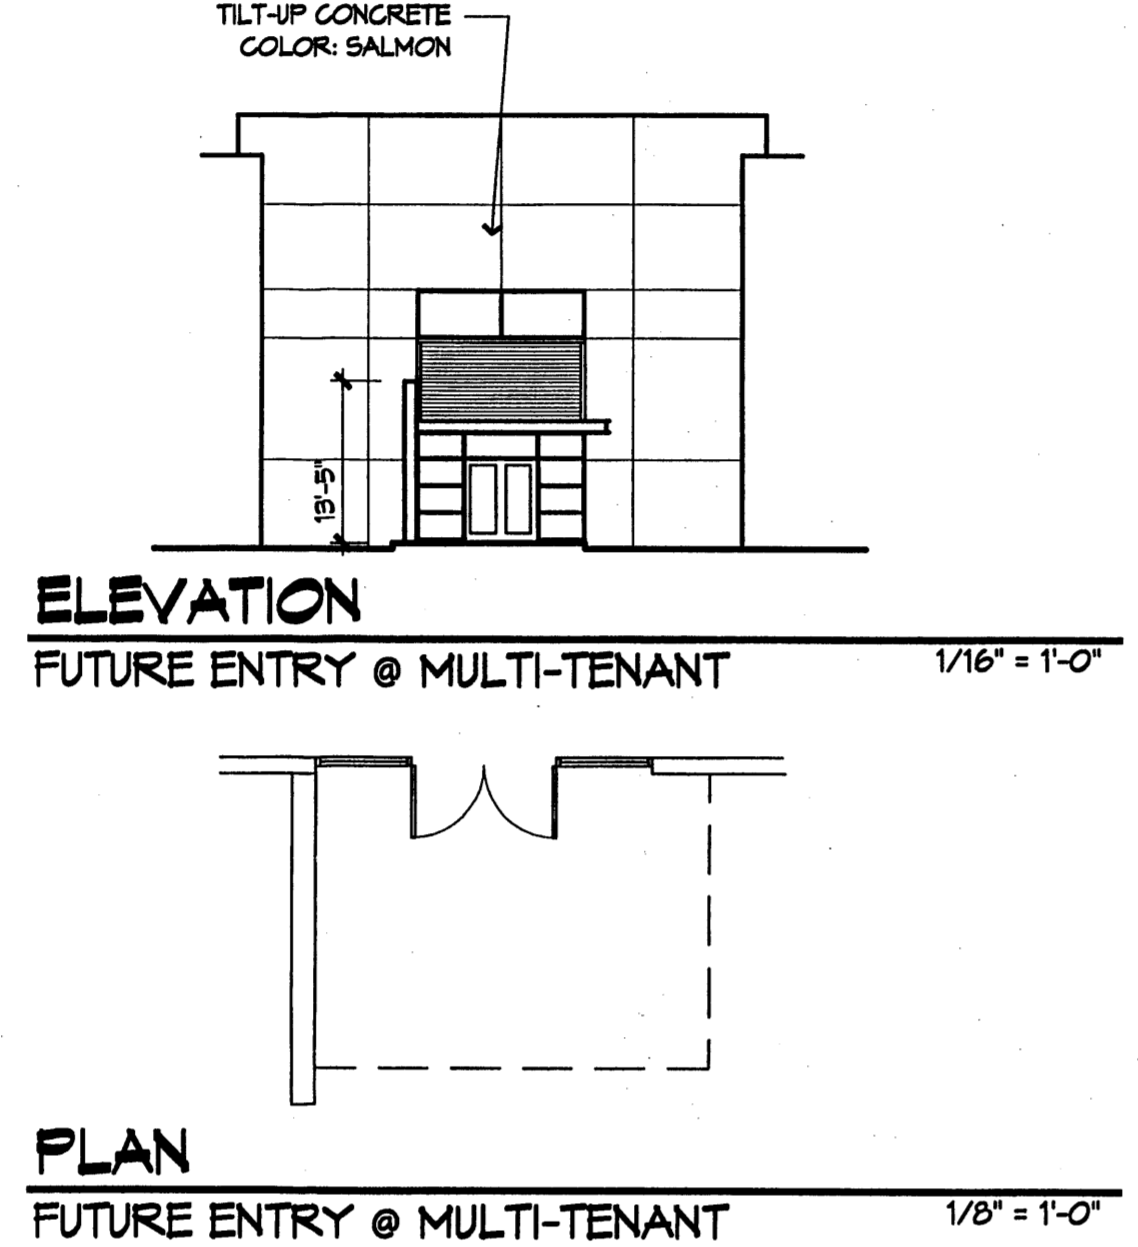 TILT-UP CONCRETE
COLOR: SALMON
13'-5"
ELEVATION
FUTURE ENTRY @ MULTI-TENANT
1/16" = 1'-0"
PLAN
FUTURE ENTRY @ MULTI-TENANT
1/8" = 1'-0"